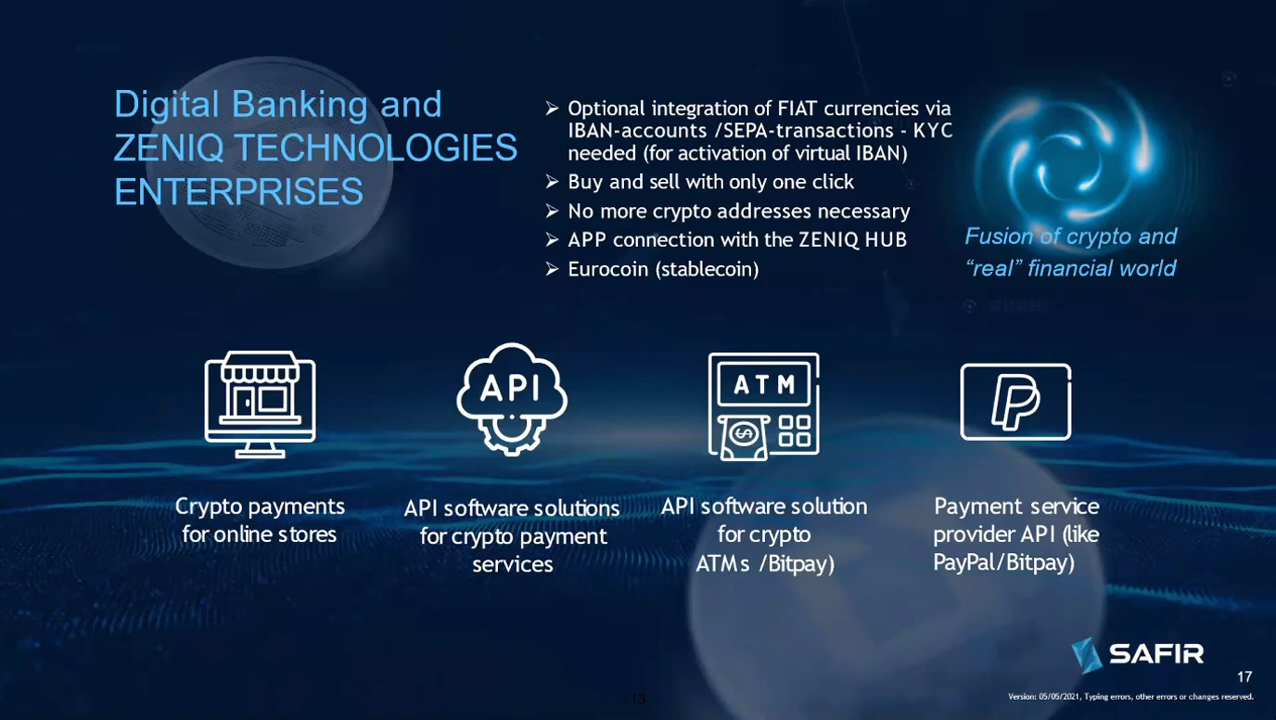 Digital Banking and
ZENIQ TECHNOLOGIES
ENTERPRISES
➢ Optional integration of FIAT currencies via
IBAN-accounts /SEPA-transactions - KYC
needed (for activation of virtual IBAN)
➢ Buy and sell with only one click
➢ No more crypto addresses necessary
➢ APP connection with the ZENIQ HUB
➢ Eurocoin (stablecoin)
Fusion of crypto and
“real” financial world
API
ATM
Crypto payments
for online stores
API software solutions
for crypto payment
services
API software solution
for crypto
ATMs /Bitpay)
Payment service
provider API (like
PayPal/Bitpay)
SAFIR
17
13
Version: 05/05/2021, Typing errors, other errors or changes reserved.